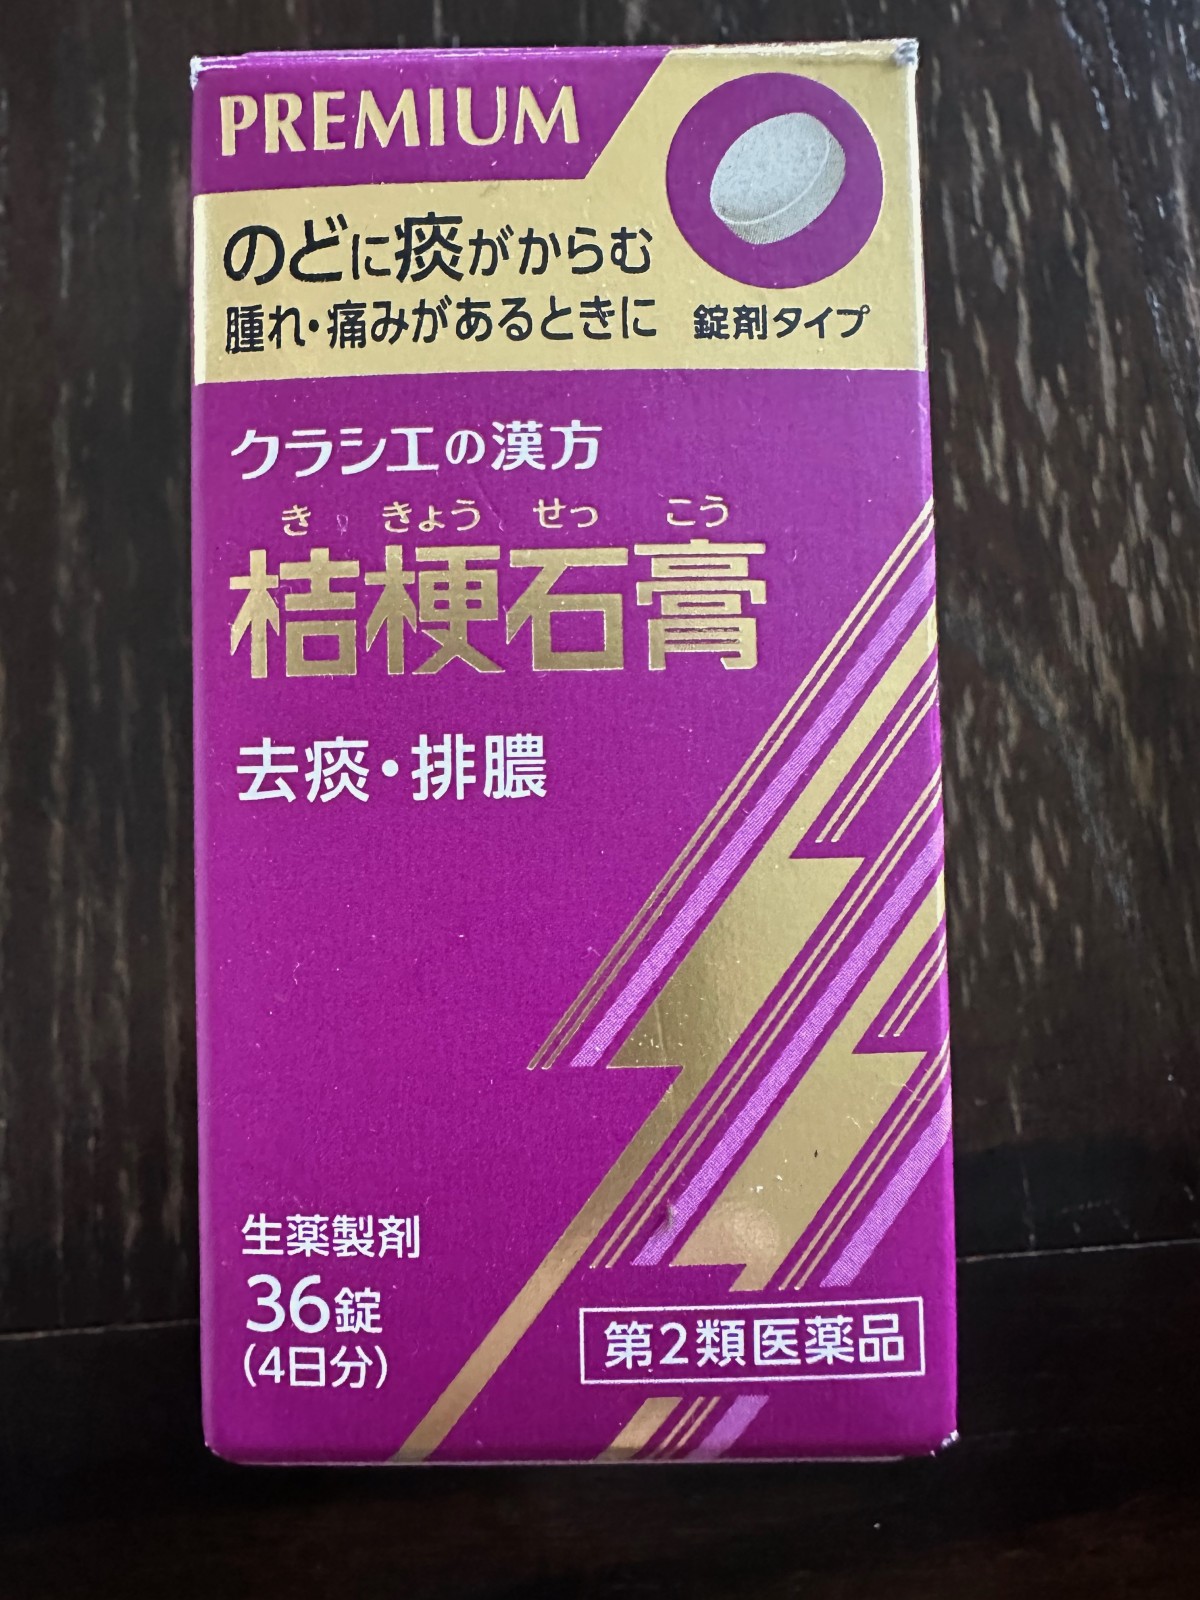 PREMIUM
のどに痰がからむ
腫れ・痛みがあるときに
錠剤タイプ
クラシエの漢方
き きょう せっ こう
桔梗石膏
去痰・排膿
生薬製剤
36錠
(4日分)
第2類医薬品